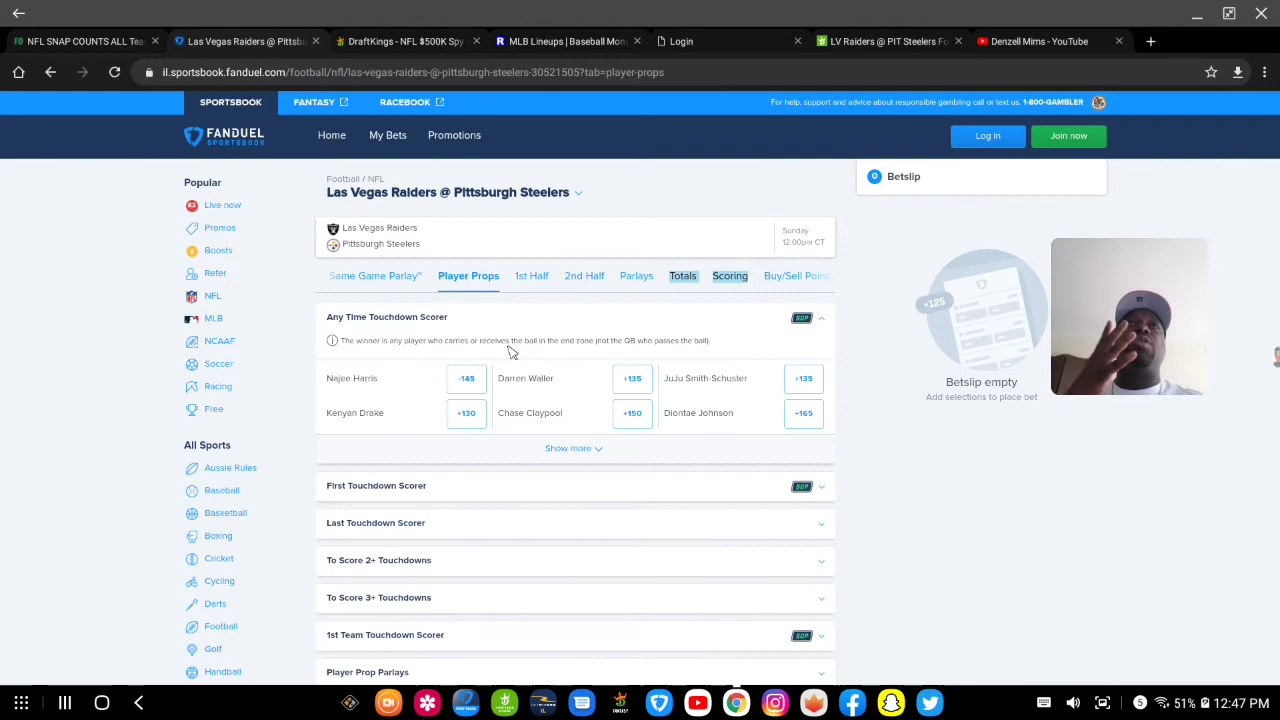 NFL SNAP COUNTS ALL Tea
Las Vegas Raiders @ Pittsbu
DraftKings - NFL $500K Spy
MLB Lineups | Baseball Mon
Login
LV Raiders @ PIT Steelers Fo
Denzell Mims - YouTube
il.sportsbook.fanduel.com/football/nfl/las-vegas-raiders-@-pittsburgh-steelers-30521505?tab=player-props
SPORTSBOOK
FANTASY
RACEBOOK
For help, support and advice about responsible gambling call or text us. 1-800-GAMBLER
FANDUEL
SPORTSBOOK
Home
My Bets
Promotions
Log in
Join now
Popular
83
Live now
Promos
Boosts
Refer
NFL
MLB
NCAAF
Soccer
Racing
Free
All Sports
Aussie Rules
Baseball
Basketball
Boxing
Cricket
Cycling
Darts
Football
Golf
Handball
Football / NFL
Las Vegas Raiders @ Pittsburgh Steelers
Las Vegas Raiders
Pittsburgh Steelers
Sunday
12:00pm CT
Same Game Parlay™
Player Props
1st Half
2nd Half
Parlays
Totals
Scoring
Buy/Sell Point
Any Time Touchdown Scorer
SGP
The winner is any player who carries or receives the ball in the end zone (not the QB who passes the ball).
Najee Harris
-145
Darren Waller
+135
JuJu Smith-Schuster
+135
Kenyan Drake
+130
Chase Claypool
+150
Diontae Johnson
+165
Show more
First Touchdown Scorer
SGP
Last Touchdown Scorer
To Score 2+ Touchdowns
To Score 3+ Touchdowns
1st Team Touchdown Scorer
SGP
Player Prop Parlays
0
Betslip
+125
Betslip empty
Add selections to place bet
51%
12:47 PM